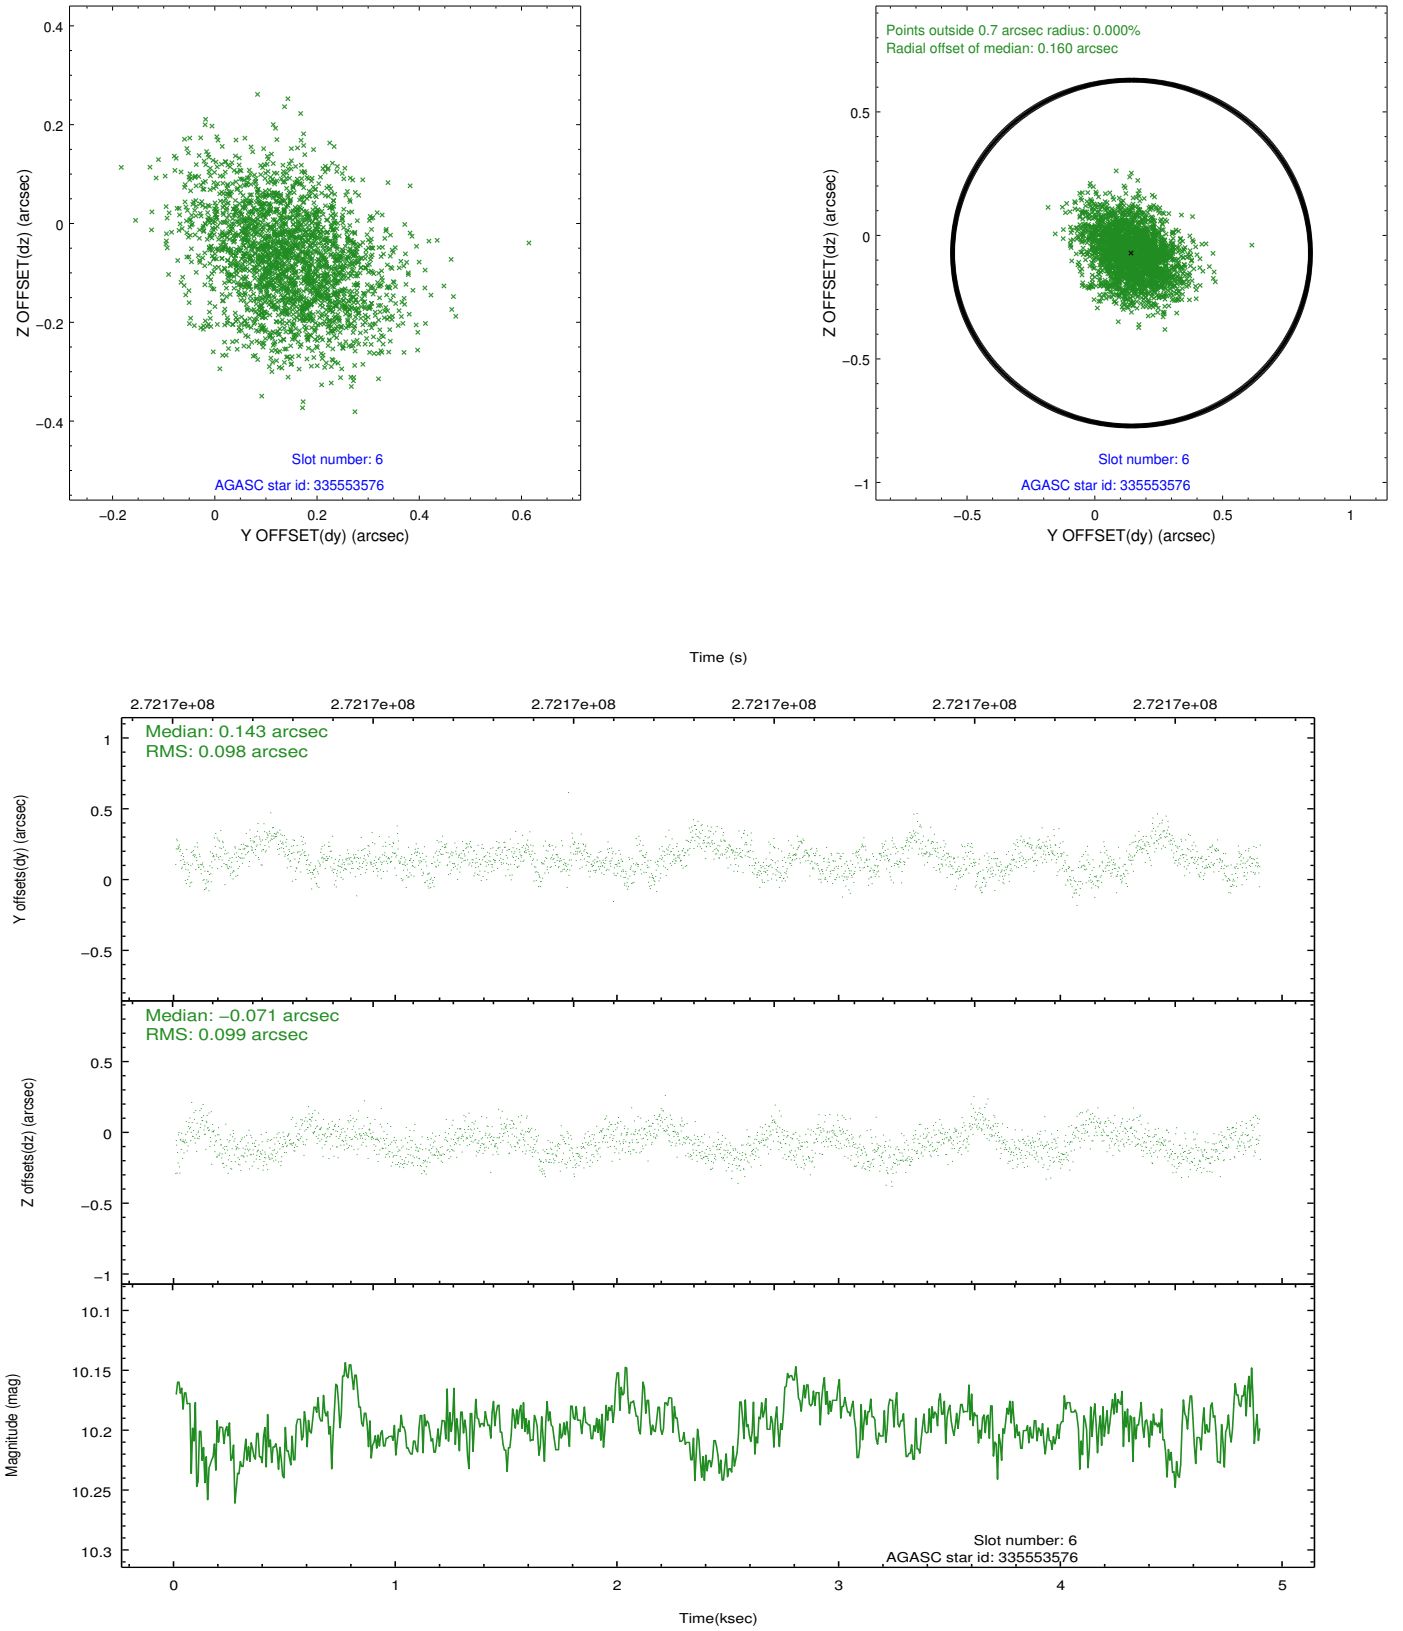 0.4
0.2
0
−0.2
−0.4
Z OFFSET(dz) (arcsec)
Slot number: 6
AGASC star id: 335553576
−0.2 0 0.2 0.4 0.6
Y OFFSET(dy) (arcsec)
Points outside 0.7 arcsec radius: 0.000%
Radial offset of median: 0.160 arcsec
0.5
0
−0.5
−1
Z OFFSET(dz) (arcsec)
Slot number: 6
AGASC star id: 335553576
−0.5 0 0.5 1
Y OFFSET(dy) (arcsec)
Time (s)
2.7217e+08 2.7217e+08 2.7217e+08 2.7217e+08 2.7217e+08 2.7217e+08
Median: 0.143 arcsec
RMS: 0.098 arcsec
1
0.5
0
−0.5
Y offsets(dy) (arcsec)
Median: −0.071 arcsec
RMS: 0.099 arcsec
0.5
0
−0.5
−1
Z offsets(dz) (arcsec)
10.1
10.15
10.2
10.25
10.3
Magnitude (mag)
Slot number: 6
AGASC star id: 335553576
0 1 2 3 4 5
Time(ksec)